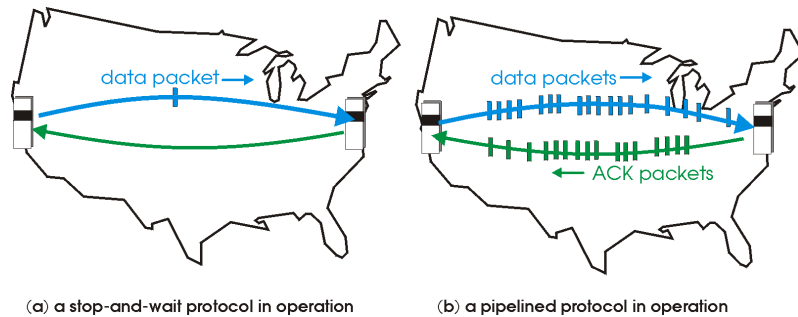 data packet
data packets
ACK packets
(a) a stop-and-wait protocol in operation
(b) a pipelined protocol in operation